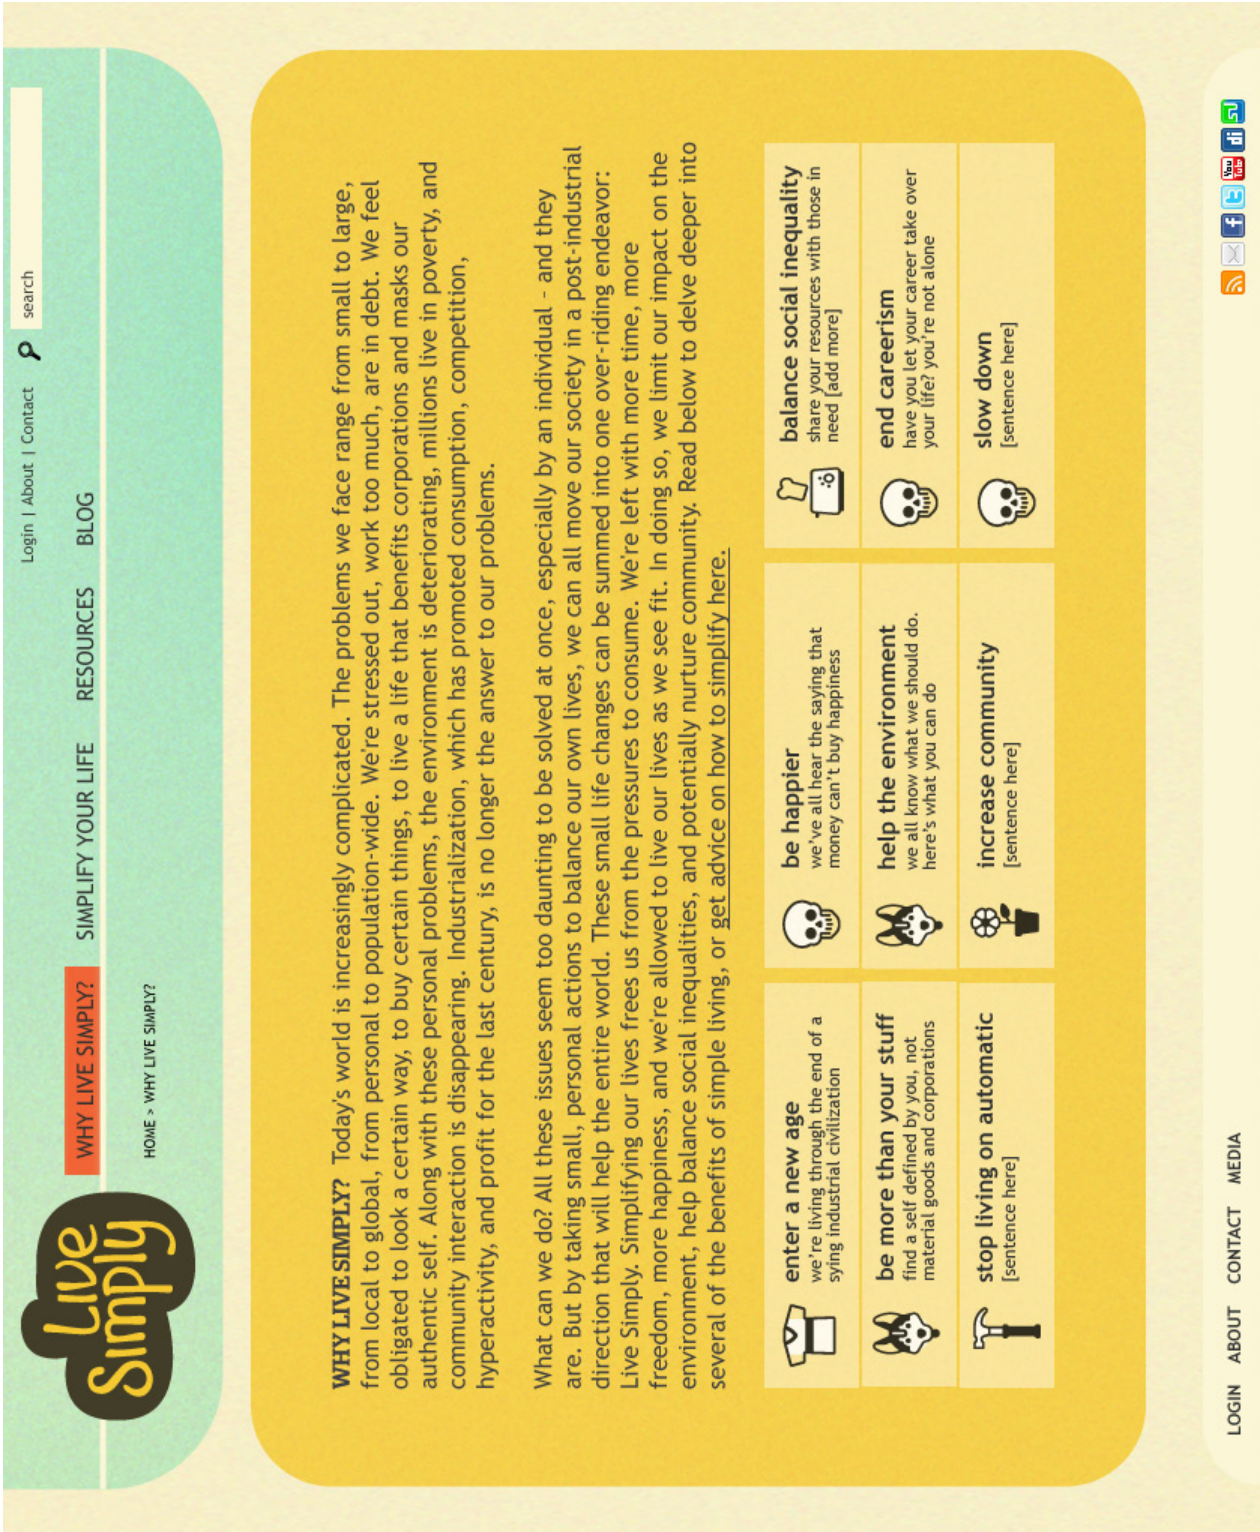 Login | About | Contact
search
Live
Simply
WHY LIVE SIMPLY?
SIMPLIFY YOUR LIFE
RESOURCES
BLOG
HOME > WHY LIVE SIMPLY?
WHY LIVE SIMPLY? Today's world is increasingly complicated. The problems we face range from small to large,
from local to global, from personal to population-wide. We're stressed out, work too much, are in debt. We feel
obligated to look a certain way, to buy certain things, to live a life that benefits corporations and masks our
authentic self. Along with these personal problems, the environment is deteriorating, millions live in poverty, and
community interaction is disappearing. Industrialization, which has promoted consumption, competition,
hyperactivity, and profit for the last century, is no longer the answer to our problems.
What can we do? All these issues seem too daunting to be solved at once, especially by an individual - and they
are. But by taking small, personal actions to balance our own lives, we can all move our society in a post-industrial
direction that will help the entire world. These small life changes can be summed into one over-riding endeavor:
Live Simply. Simplifying our lives frees us from the pressures to consume. We're left with more time, more
freedom, more happiness, and we're allowed to live our lives as we see fit. In doing so, we limit our impact on the
environment, help balance social inequalities, and potentially nurture community. Read below to delve deeper into
several of the benefits of simple living, or get advice on how to simplify here.
enter a new age
we're living through the end of a
sying industrial civilization
be happier
we've all hear the saying that
money can't buy happiness
balance social inequality
share your resources with those in
need [add more]
be more than your stuff
find a self defined by you, not
material goods and corporations
help the environment
we all know what we should do.
here's what you can do
end careerism
have you let your career take over
your life? you're not alone
stop living on automatic
[sentence here]
increase community
[sentence here]
slow down
[sentence here]
LOGIN
ABOUT
CONTACT
MEDIA
f
t
You
Tube
di
su